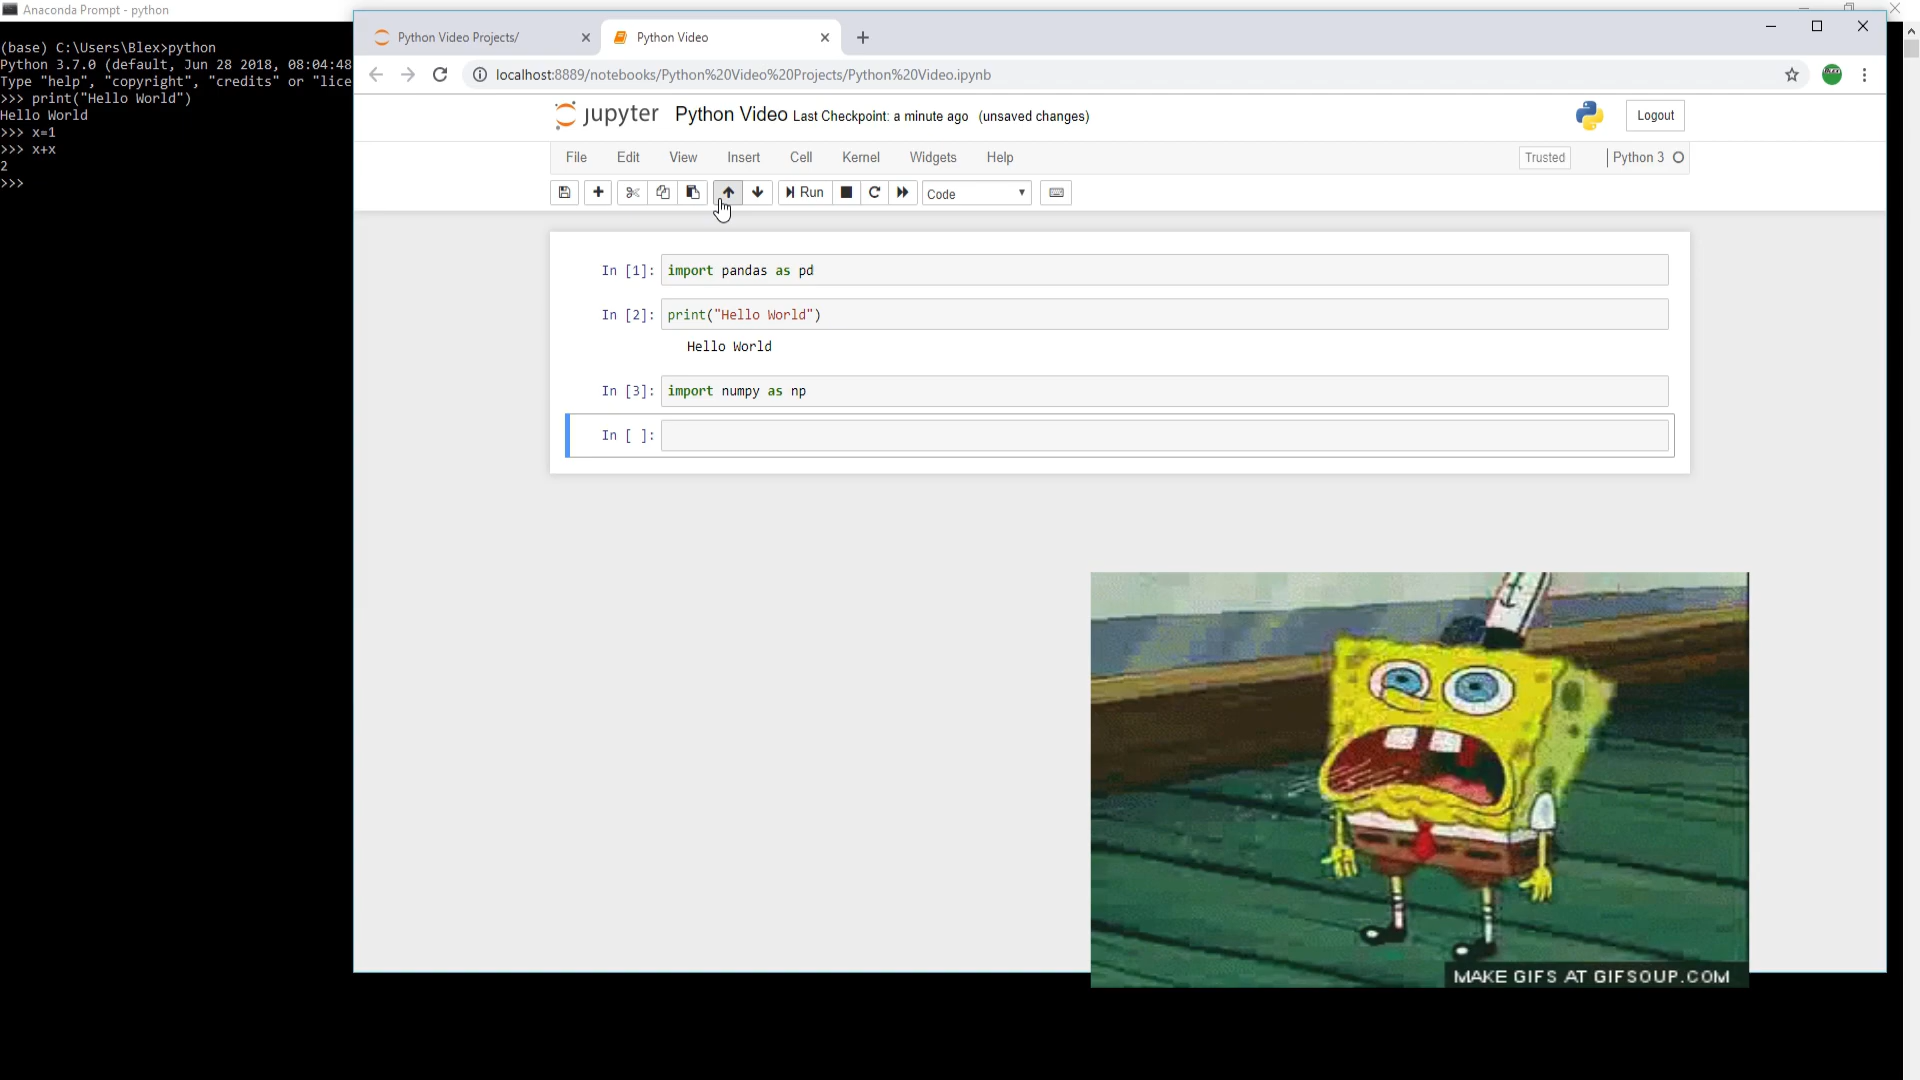 Anaconda Prompt - python
(base) C:\Users\Blex>python
Python 3.7.0 (default, Jun 28 2018, 08:04:48
Type "help", "copyright", "credits" or "lice
>>> print("Hello World")
Hello World
>>> x=1
>>> x+x
2
>>>
Python Video Projects/
Python Video
localhost:8889/notebooks/Python%20Video%20Projects/Python%20Video.ipynb
jupyter Python Video Last Checkpoint: a minute ago (unsaved changes)
Logout
File Edit View Insert Cell Kernel Widgets Help
Trusted
Python 3
Run
Code
In [1]: import pandas as pd
In [2]: print("Hello World")
Hello World
In [3]: import numpy as np
In [ ]:
MAKE GIFS AT GIFSOUP.COM